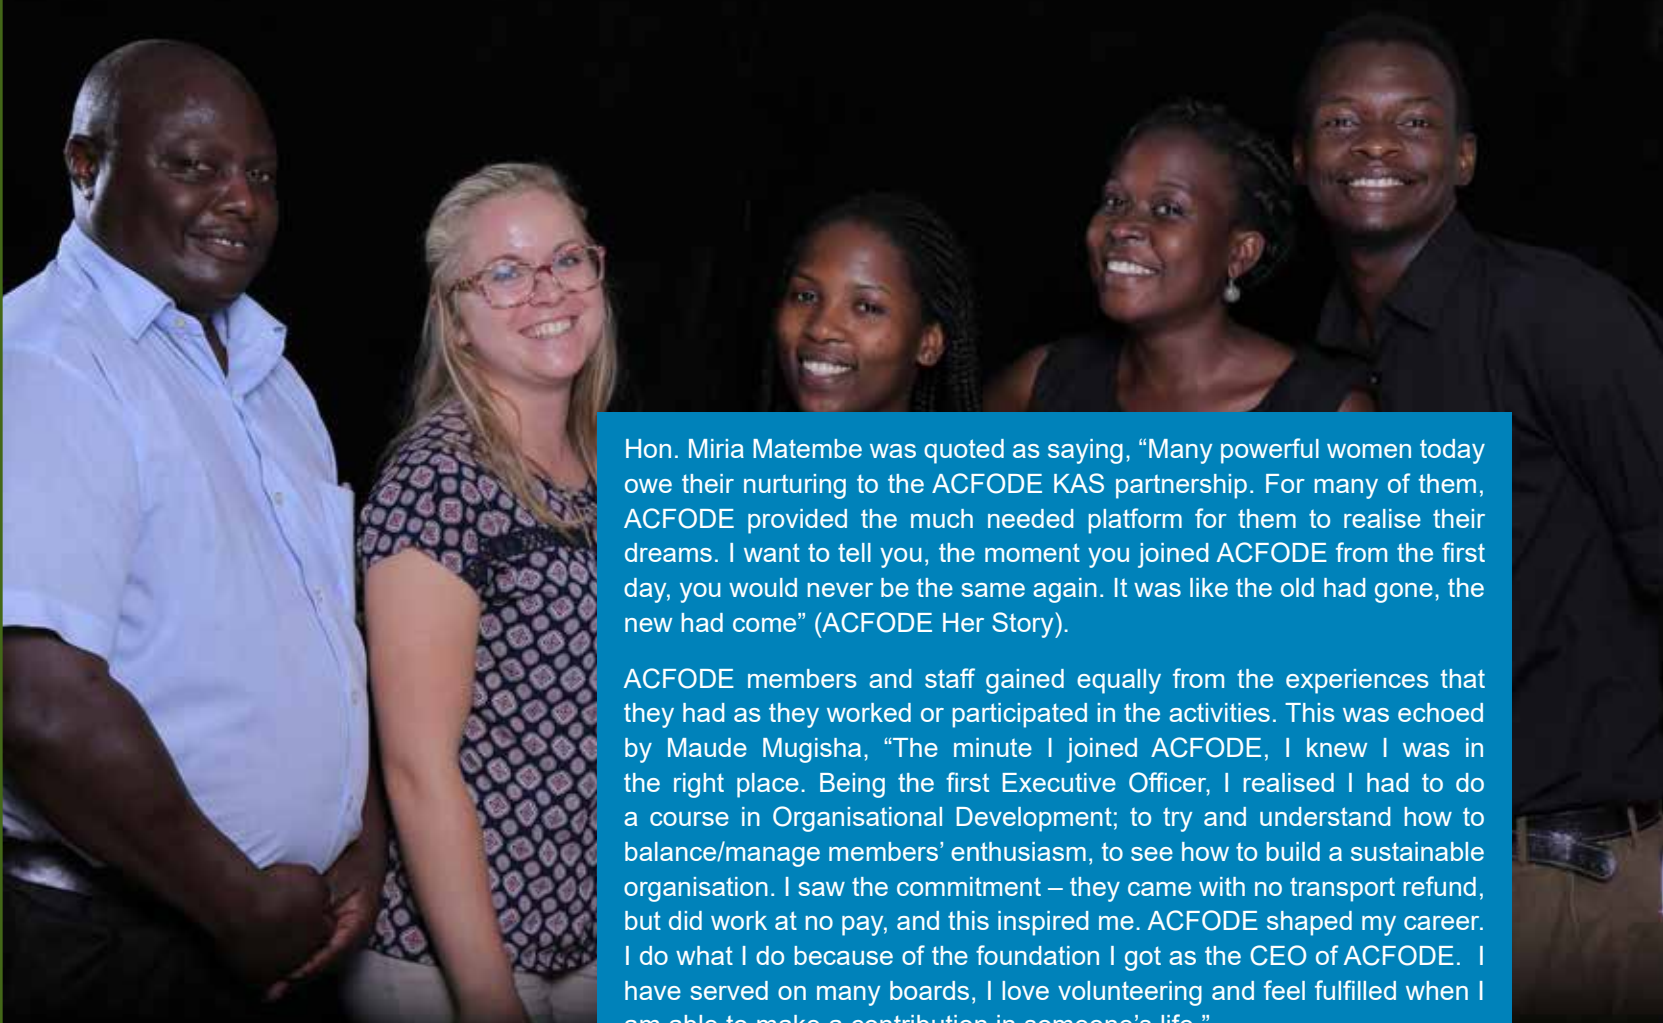 Hon. Miria Matembe was quoted as saying, “Many powerful women today
owe their nurturing to the ACFODE KAS partnership. For many of them,
ACFODE provided the much needed platform for them to realise their
dreams. I want to tell you, the moment you joined ACFODE from the first
day, you would never be the same again. It was like the old had gone, the
new had come” (ACFODE Her Story).
ACFODE members and staff gained equally from the experiences that
they had as they worked or participated in the activities. This was echoed
by Maude Mugisha, “The minute I joined ACFODE, I knew I was in
the right place. Being the first Executive Officer, I realised I had to do
a course in Organisational Development; to try and understand how to
balance/manage members’ enthusiasm, to see how to build a sustainable
organisation. I saw the commitment – they came with no transport refund,
but did work at no pay, and this inspired me. ACFODE shaped my career.
I do what I do because of the foundation I got as the CEO of ACFODE. I
have served on many boards, I love volunteering and feel fulfilled when I
am able to make a contribution in someone’s life.”